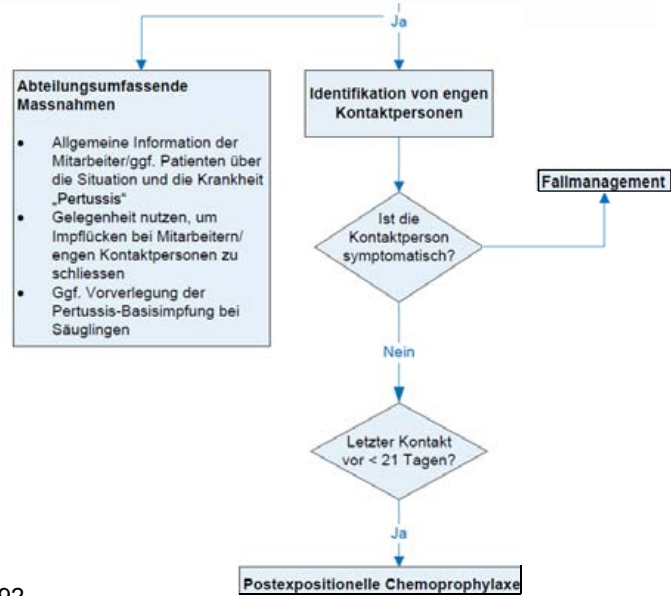 Ja
Abteilungsumfassende
Massnahmen
• Allgemeine Information der
Mitarbeiter/ggf. Patienten über
die Situation und die Krankheit
„Pertussis“
• Gelegenheit nutzen, um
Impflücken bei Mitarbeitern/
engen Kontaktpersonen zu
schliessen
• Ggf. Vorverlegung der
Pertussis-Basisimpfung bei
Säuglingen
Identifikation von engen
Kontaktpersonen
Ist die
Kontaktperson
symptomatisch?
Fallmanagement
Nein
Letzter Kontakt
vor < 21 Tagen?
Ja
Postexpositionelle Chemoprophylaxe